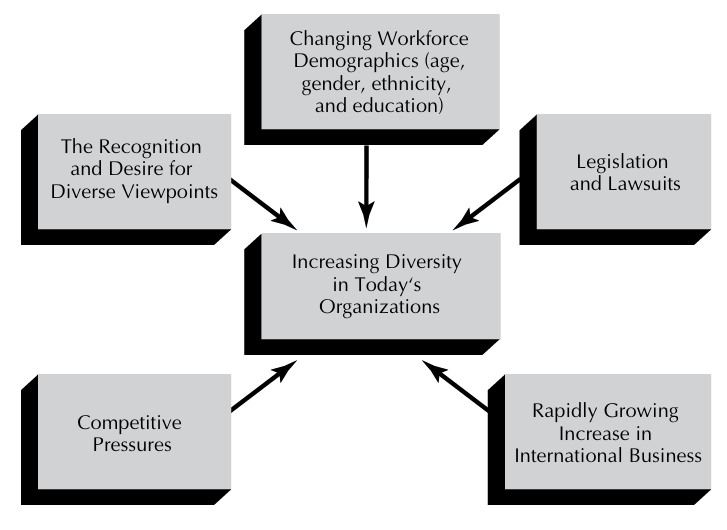 Changing Workforce
Demographics (age,
gender, ethnicity,
and education)
The Recognition
and Desire for
Diverse Viewpoints
Legislation
and Lawsuits
Increasing Diversity
in Today‘s
Organizations
Competitive
Pressures
Rapidly Growing
Increase in
International Business